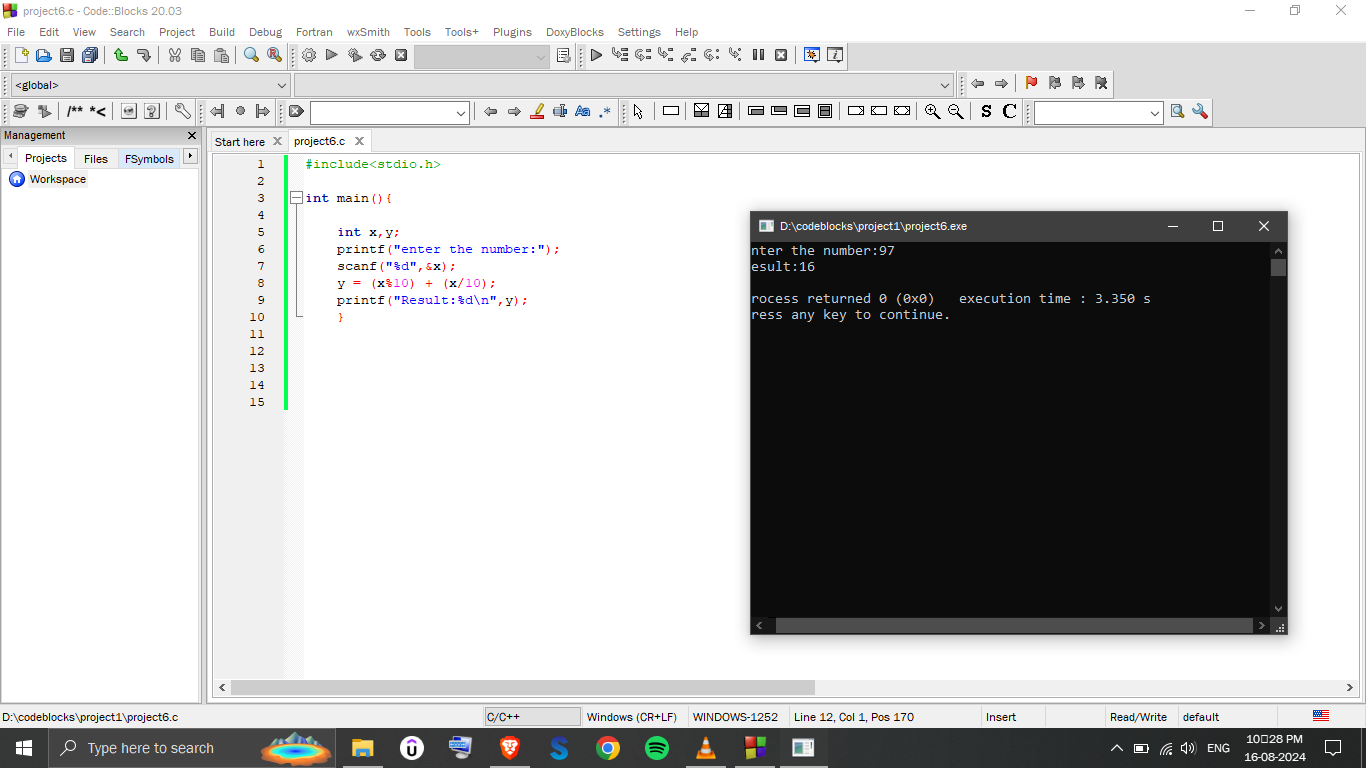 project6.c - Code::Blocks 20.03
File Edit View Search Project Build Debug Fortran wxSmith Tools Tools+ Plugins DoxyBlocks Settings Help
<global>
/** *<
Aa .*
S C
Management
Projects Files FSymbols
Workspace
Start here project6.c
1 #include<stdio.h>
2
3 int main(){
4
5 int x,y;
6 printf("enter the number:");
7 scanf("%d",&x);
8 y = (x%10) + (x/10);
9 printf("Result:%d\n",y);
10 }
11
12
13
14
15
D:\codeblocks\project1\project6.exe
nter the number:97
esult:16
rocess returned 0 (0x0) execution time : 3.350 s
ress any key to continue.
D:\codeblocks\project1\project6.c C/C++ Windows (CR+LF) WINDOWS-1252 Line 12, Col 1, Pos 170 Insert Read/Write default
Type here to search
ENG
10▯28 PM
16-08-2024